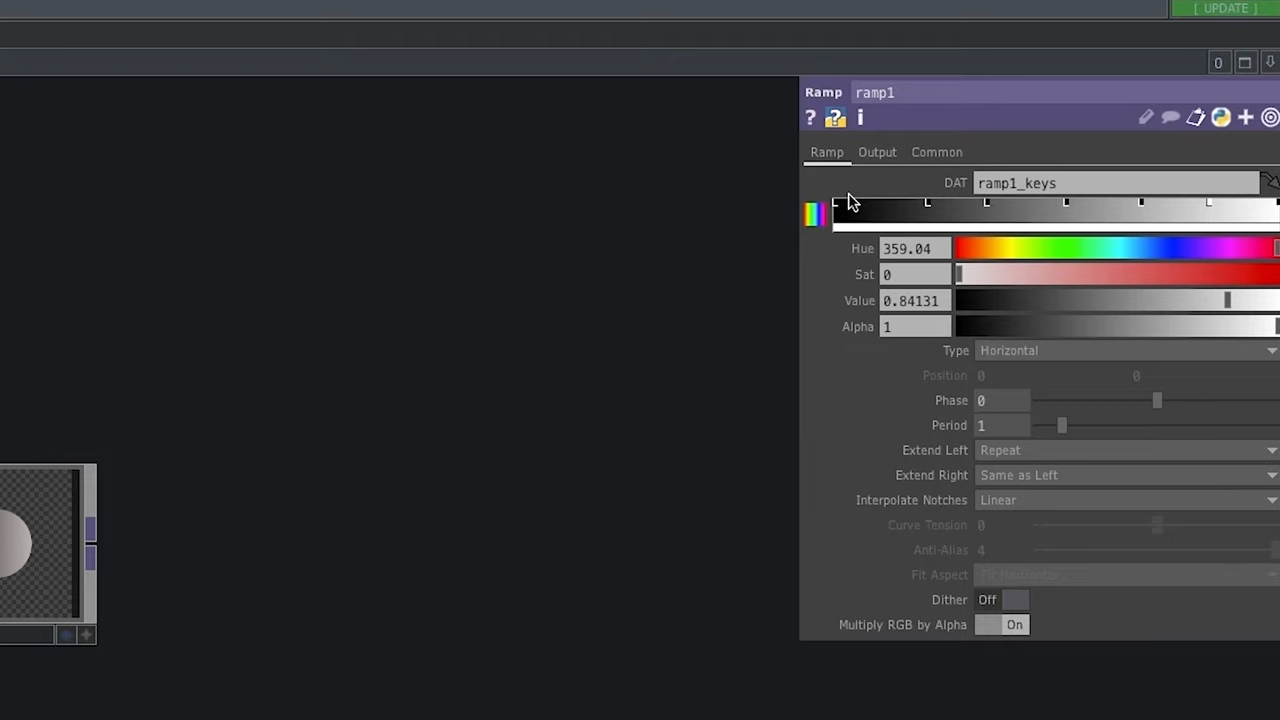 [ UPDATE ]
0
Ramp ramp1
? ? i
Ramp Output Common
DAT ramp1_keys
Hue 359.04
Sat 0
Value 0.84131
Alpha 1
Type Horizontal
Position 0 0
Phase 0
Period 1
Extend Left Repeat
Extend Right Same as Left
Interpolate Notches Linear
Curve Tension 0
Anti-Alias 4
Fit Aspect
Dither Off
Multiply RGB by Alpha On